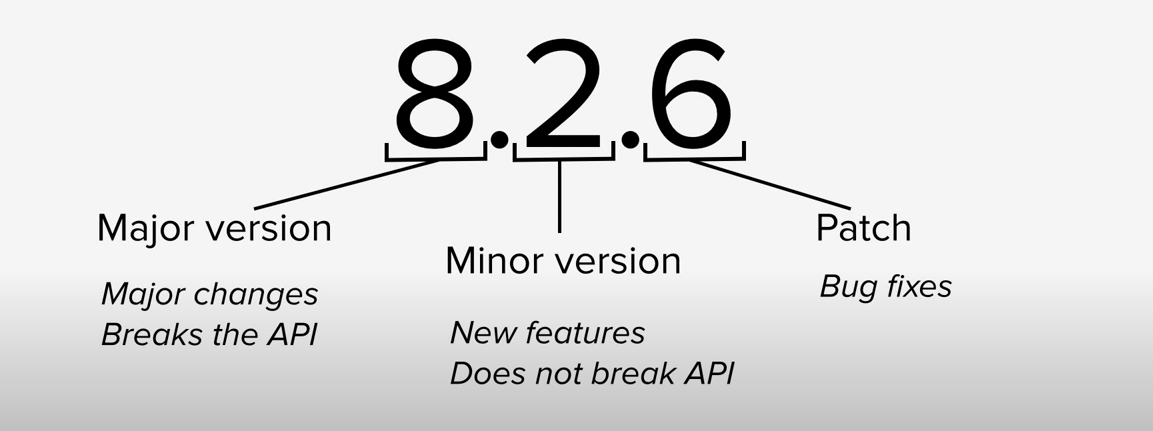 8.2.6
Major version
Major changes
Breaks the API
Minor version
New features
Does not break API
Patch
Bug fixes